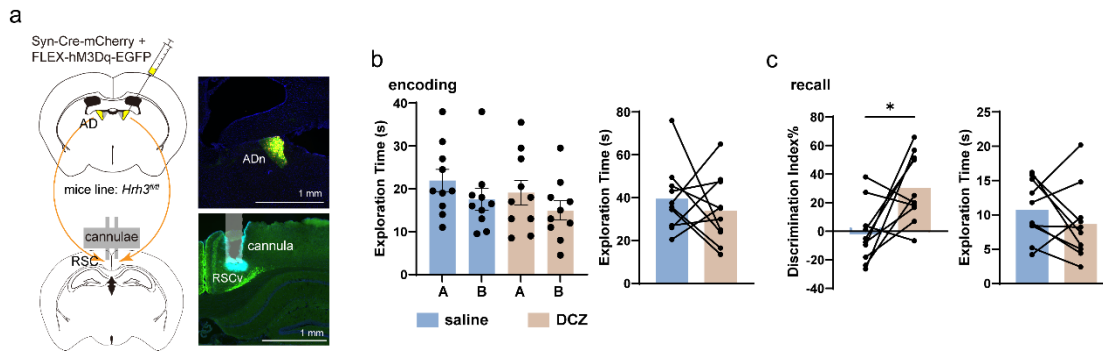 a
Syn-Cre-mCherry +
FLEX-hM3Dq-EGFP
AD
mice line: Hrh3fl/fl
cannulae
RSC
ADn
1 mm
cannula
RSCv
1 mm
b
encoding
Exploration Time (s)
40
30
20
10
0
A B A B
Exploration Time (s)
80
60
40
20
0
saline DCZ
c
recall
Discrimination Index%
80
60
40
20
0
-20
-40
*
Exploration Time (s)
25
20
15
10
5
0